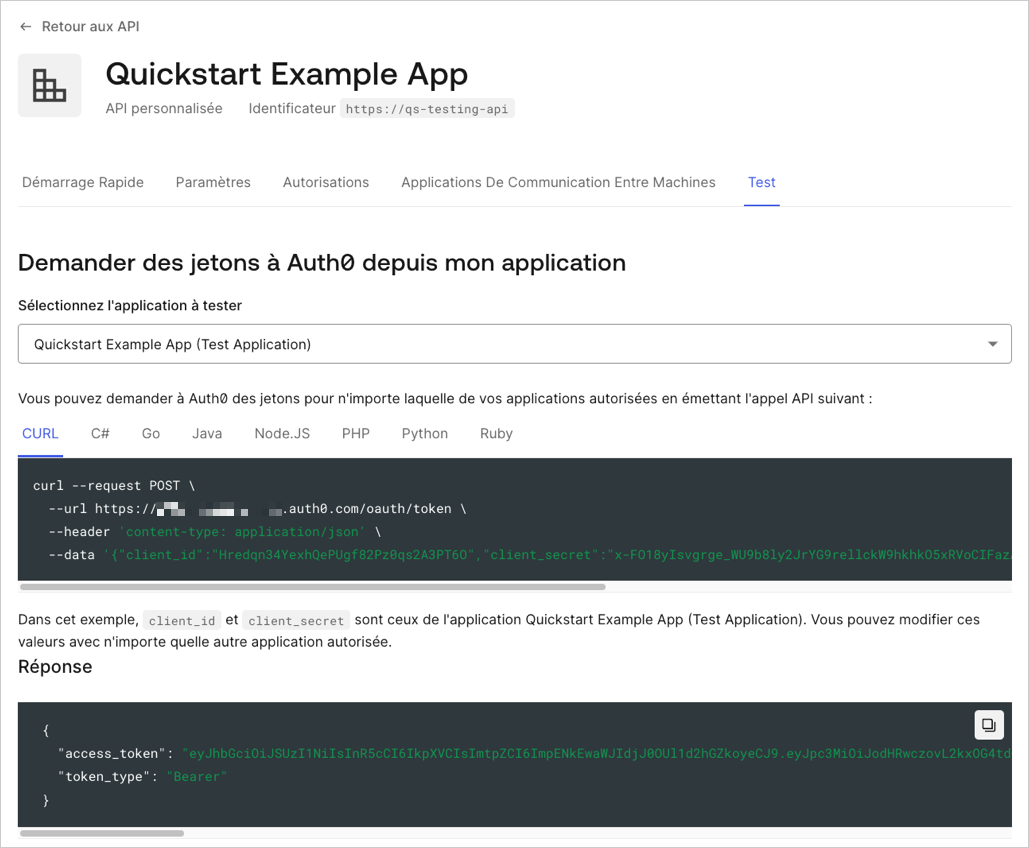 ← Retour aux API
Quickstart Example App
API personnalisée Identificateur https://qs-testing-api
Démarrage Rapide Paramètres Autorisations Applications De Communication Entre Machines Test
Demander des jetons à Auth0 depuis mon application
Sélectionnez l'application à tester
Quickstart Example App (Test Application)
Vous pouvez demander à Auth0 des jetons pour n'importe laquelle de vos applications autorisées en émettant l'appel API suivant :
CURL C# Go Java Node.JS PHP Python Ruby
curl --request POST \
--url https:// .auth0.com/oauth/token \
--header 'content-type: application/json' \
--data '{"client_id":"Hredqn34YexhQePUgf82Pz0qs2A3PT6O","client_secret":"x-FO18yIsvgrge_WU9b8ly2JrYG9rellckW9hkhkO5xRVoCIFaz
Dans cet exemple, client_id et client_secret sont ceux de l'application Quickstart Example App (Test Application). Vous pouvez modifier ces
valeurs avec n'importe quelle autre application autorisée.
Réponse
{
"access_token": "eyJhbGciOiJSUzI1NiIsInR5cCI6IkpXVCIsImtpZCI6ImpENkEwaWJIdjJ0OUl1d2hGZkoyeCJ9.eyJpc3MiOiJodHRwczovL2kxOG4td
"token_type": "Bearer"
}